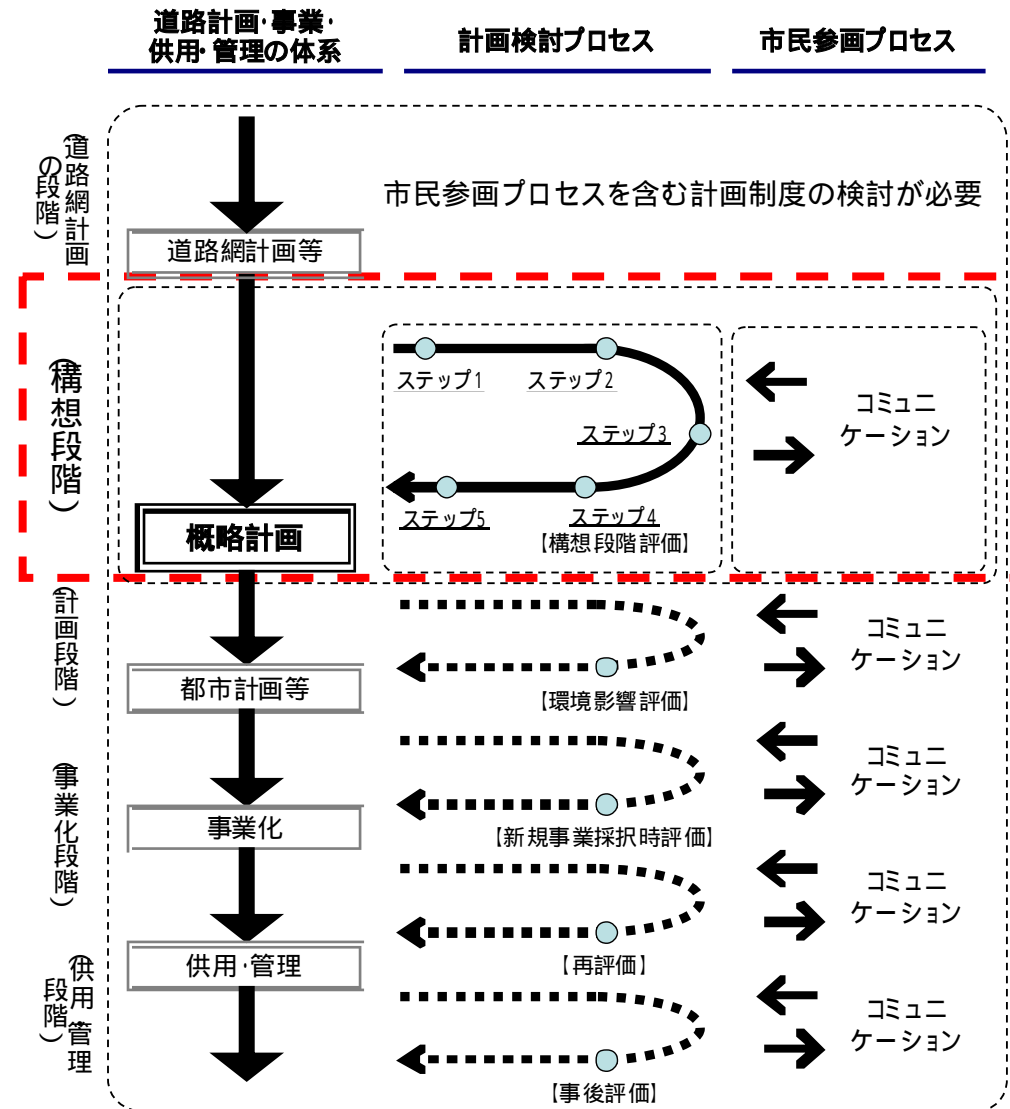 道路計画・事業・
供用・管理の体系
計画検討プロセス
市民参画プロセス
(道路網計画
の段階)
市民参画プロセスを含む計画制度の検討が必要
道路網計画等
(構想段階)
ステップ1
ステップ2
ステップ3
ステップ4
【構想段階評価】
ステップ5
コミュニ
ケーション
概略計画
(計画段階)
コミュニ
ケーション
都市計画等
【環境影響評価】
(事業化段階)
コミュニ
ケーション
事業化
【新規事業採択時評価】
コミュニ
ケーション
(供用・管理
段階)
供用・管理
【再評価】
コミュニ
ケーション
【事後評価】